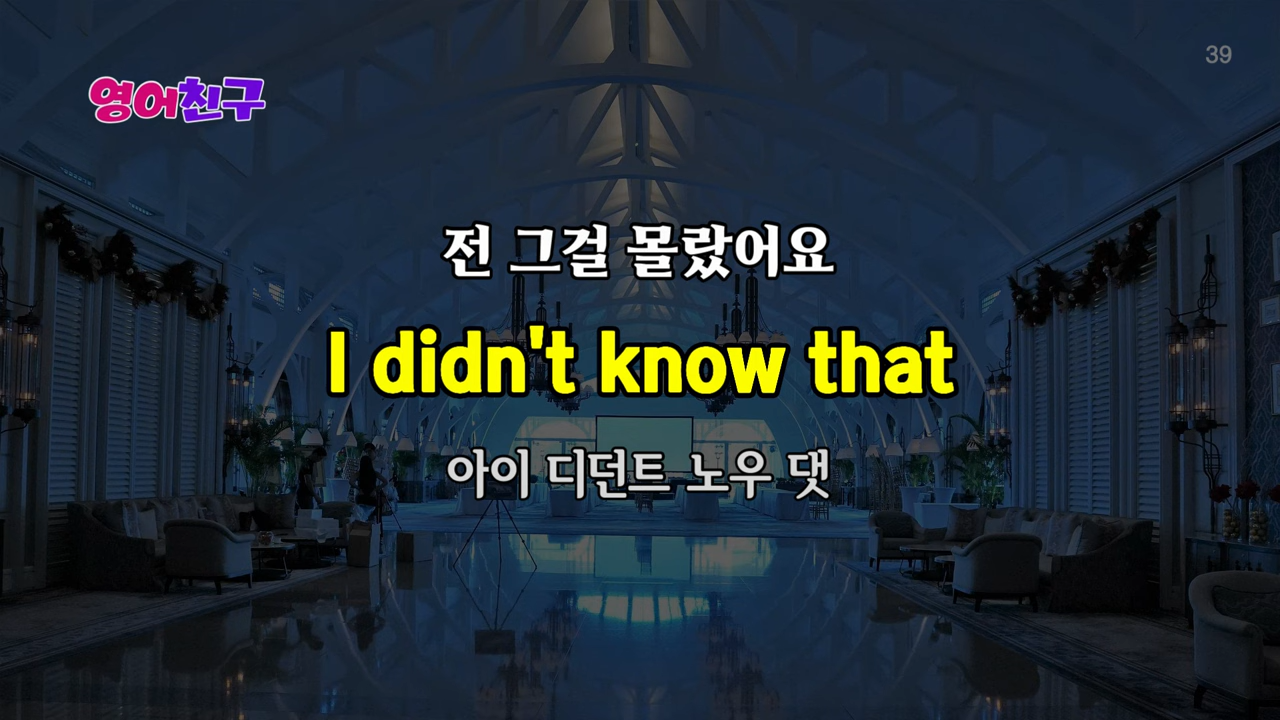 39
영어친구
전 그걸 몰랐어요
I didn't know that
아이 디던트 노우 댓